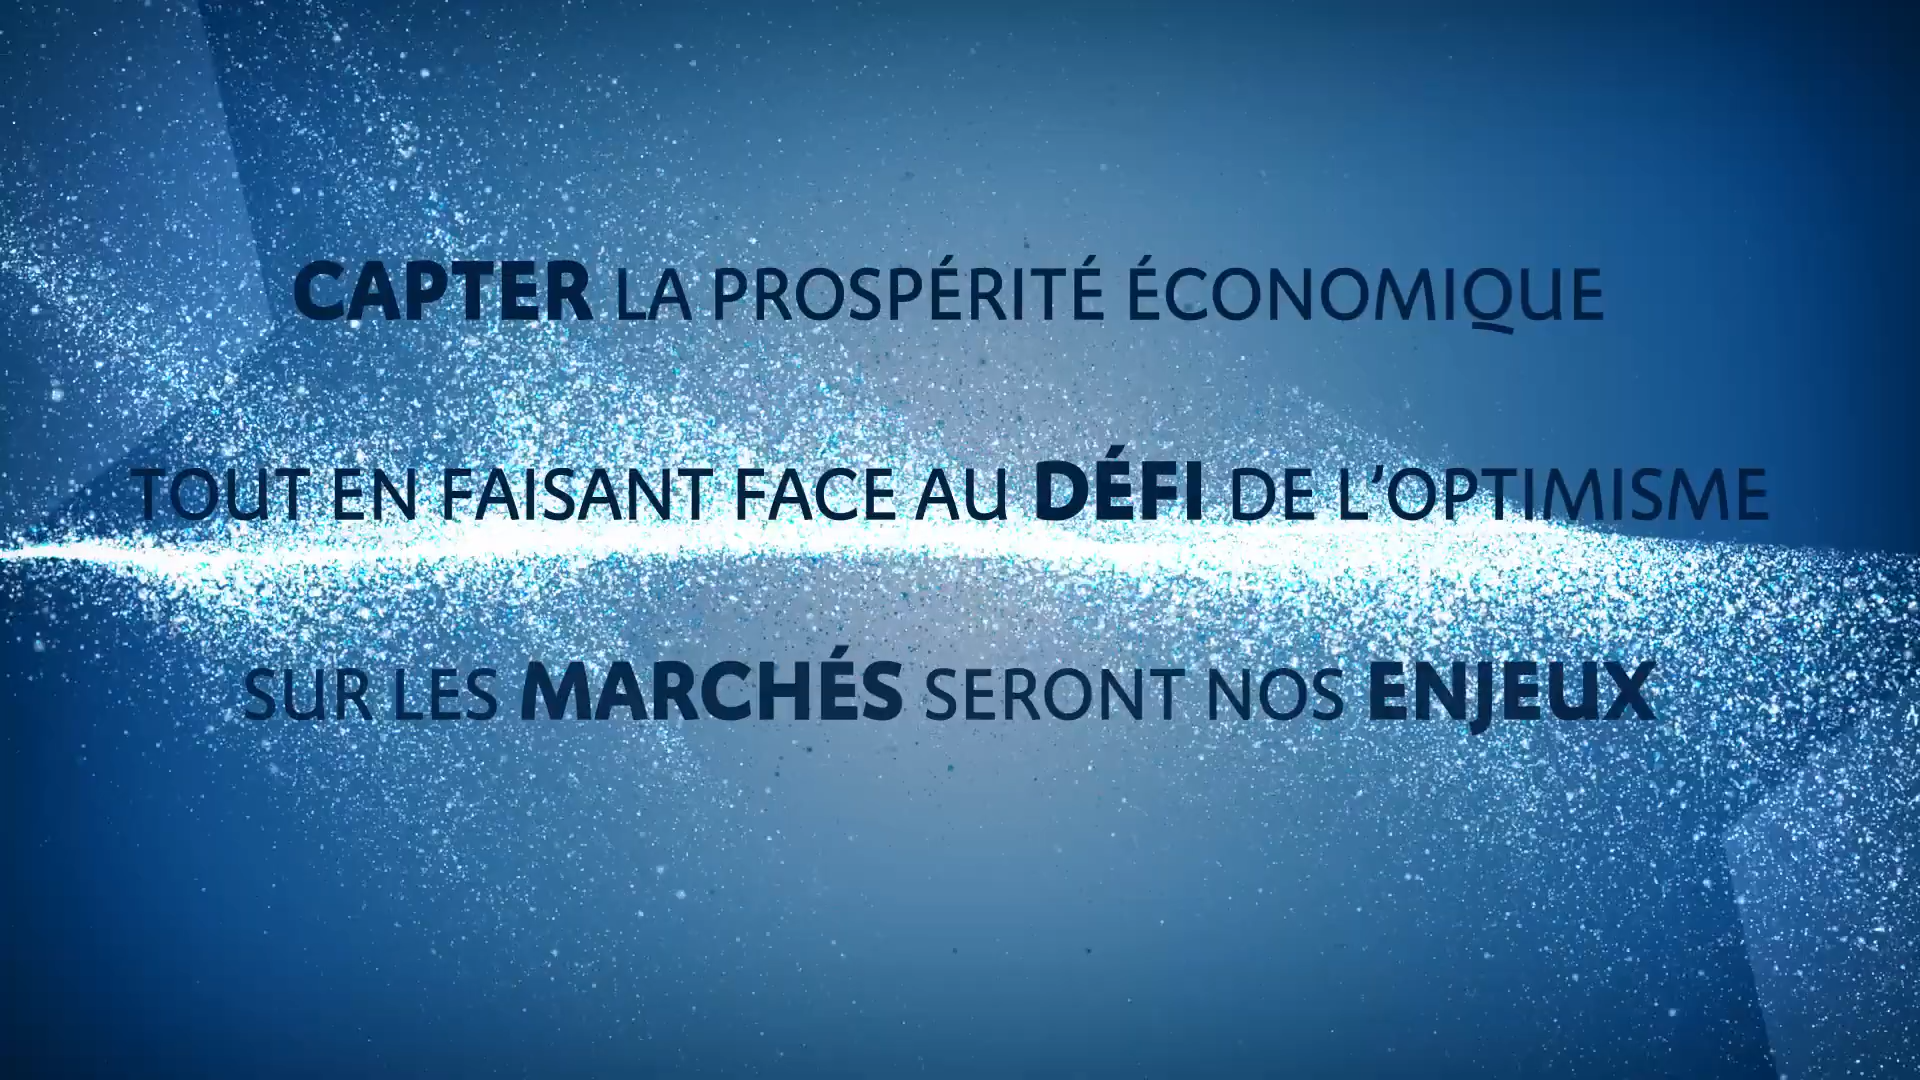 CAPTER LA PROSPÉRITÉ ÉCONOMIQUE
TOUT EN FAISANT FACE AU DÉFI DE L'OPTIMISME
SUR LES MARCHÉS SERONT NOS ENJEUX